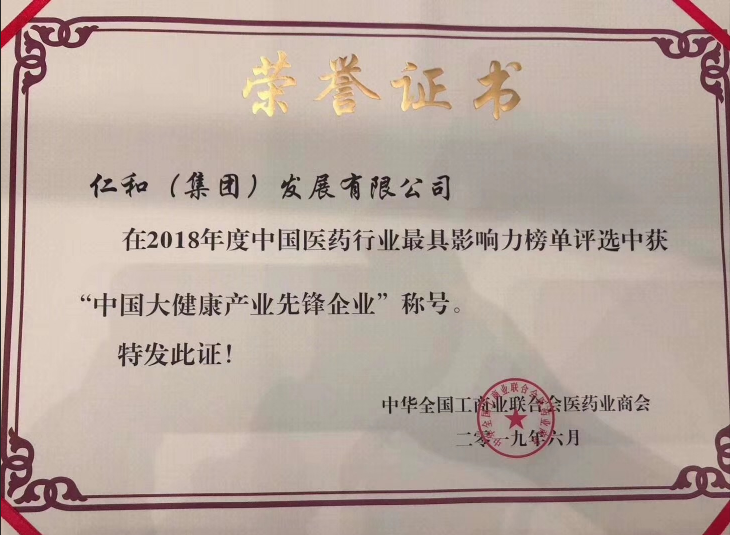 荣誉证书
仁和（集团）发展有限公司
在2018年度中国医药行业最具影响力榜单评选中获
“中国大健康产业先锋企业”称号。
特发此证！
中华全国工商业联合会医药业商会
二零一九年六月